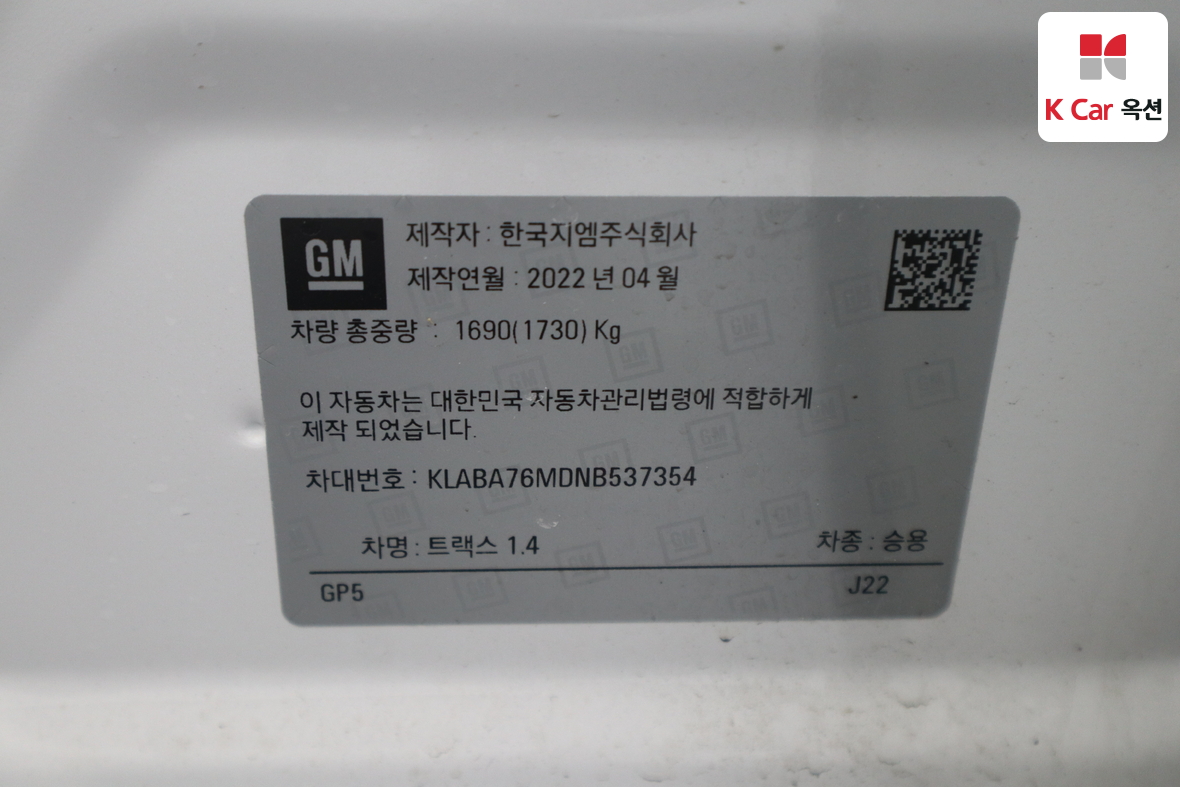 K Car 옥션
GM
제작자 : 한국지엠주식회사
제작연월 : 2022 년 04 월
차량 총중량 : 1690(1730) Kg
이 자동차는 대한민국 자동차관리법령에 적합하게
제작 되었습니다.
차대번호 : KLABA76MDNB537354
차명 : 트랙스 1.4
차종 : 승용
GP5
J22